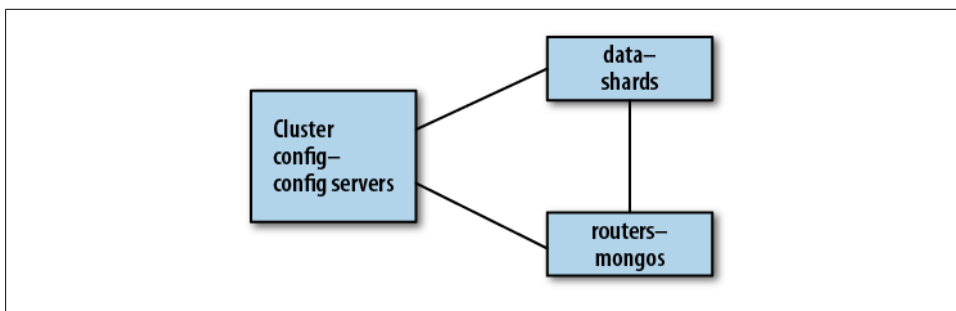 Cluster
config–
config servers
data–
shards
routers–
mongos